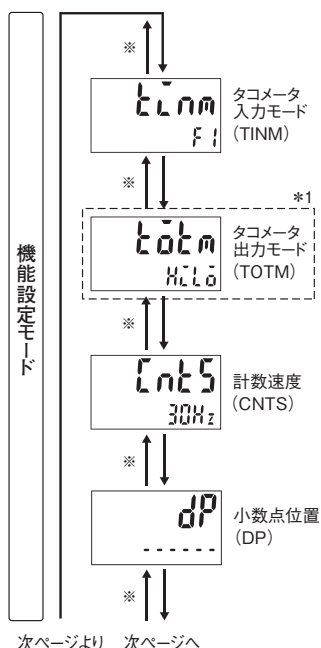 機能設定モード
※
tinm
F1
タコメータ
入力モード
(TINM)
※
*1
totm
HiLo
タコメータ
出力モード
(TOTM)
※
CntS
30Hz
計数速度
(CNTS)
※
dP
------
小数点位置
(DP)
※
次ページより 次ページへ